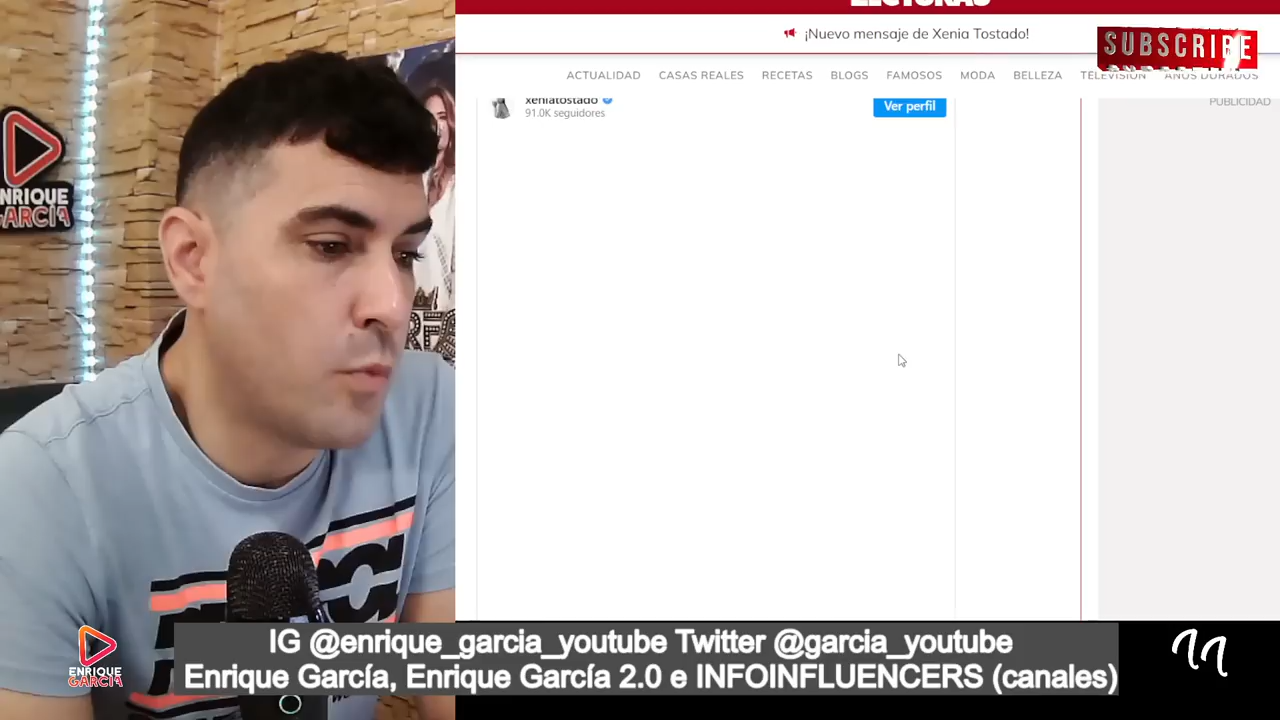 LECTURAS
¡Nuevo mensaje de Xenia Tostado!
SUBSCRIBE
ACTUALIDAD CASAS REALES RECETAS BLOGS FAMOSOS MODA BELLEZA TELEVISIÓN AÑOS DORADOS
xeniatostado
91.0K seguidores
Ver perfil
PUBLICIDAD
ENRIQUE
GARCÍA
IG @enrique_garcia_youtube Twitter @garcia_youtube
Enrique García, Enrique García 2.0 e INFOINFLUENCERS (canales)
ENRIQUE
GARCÍA